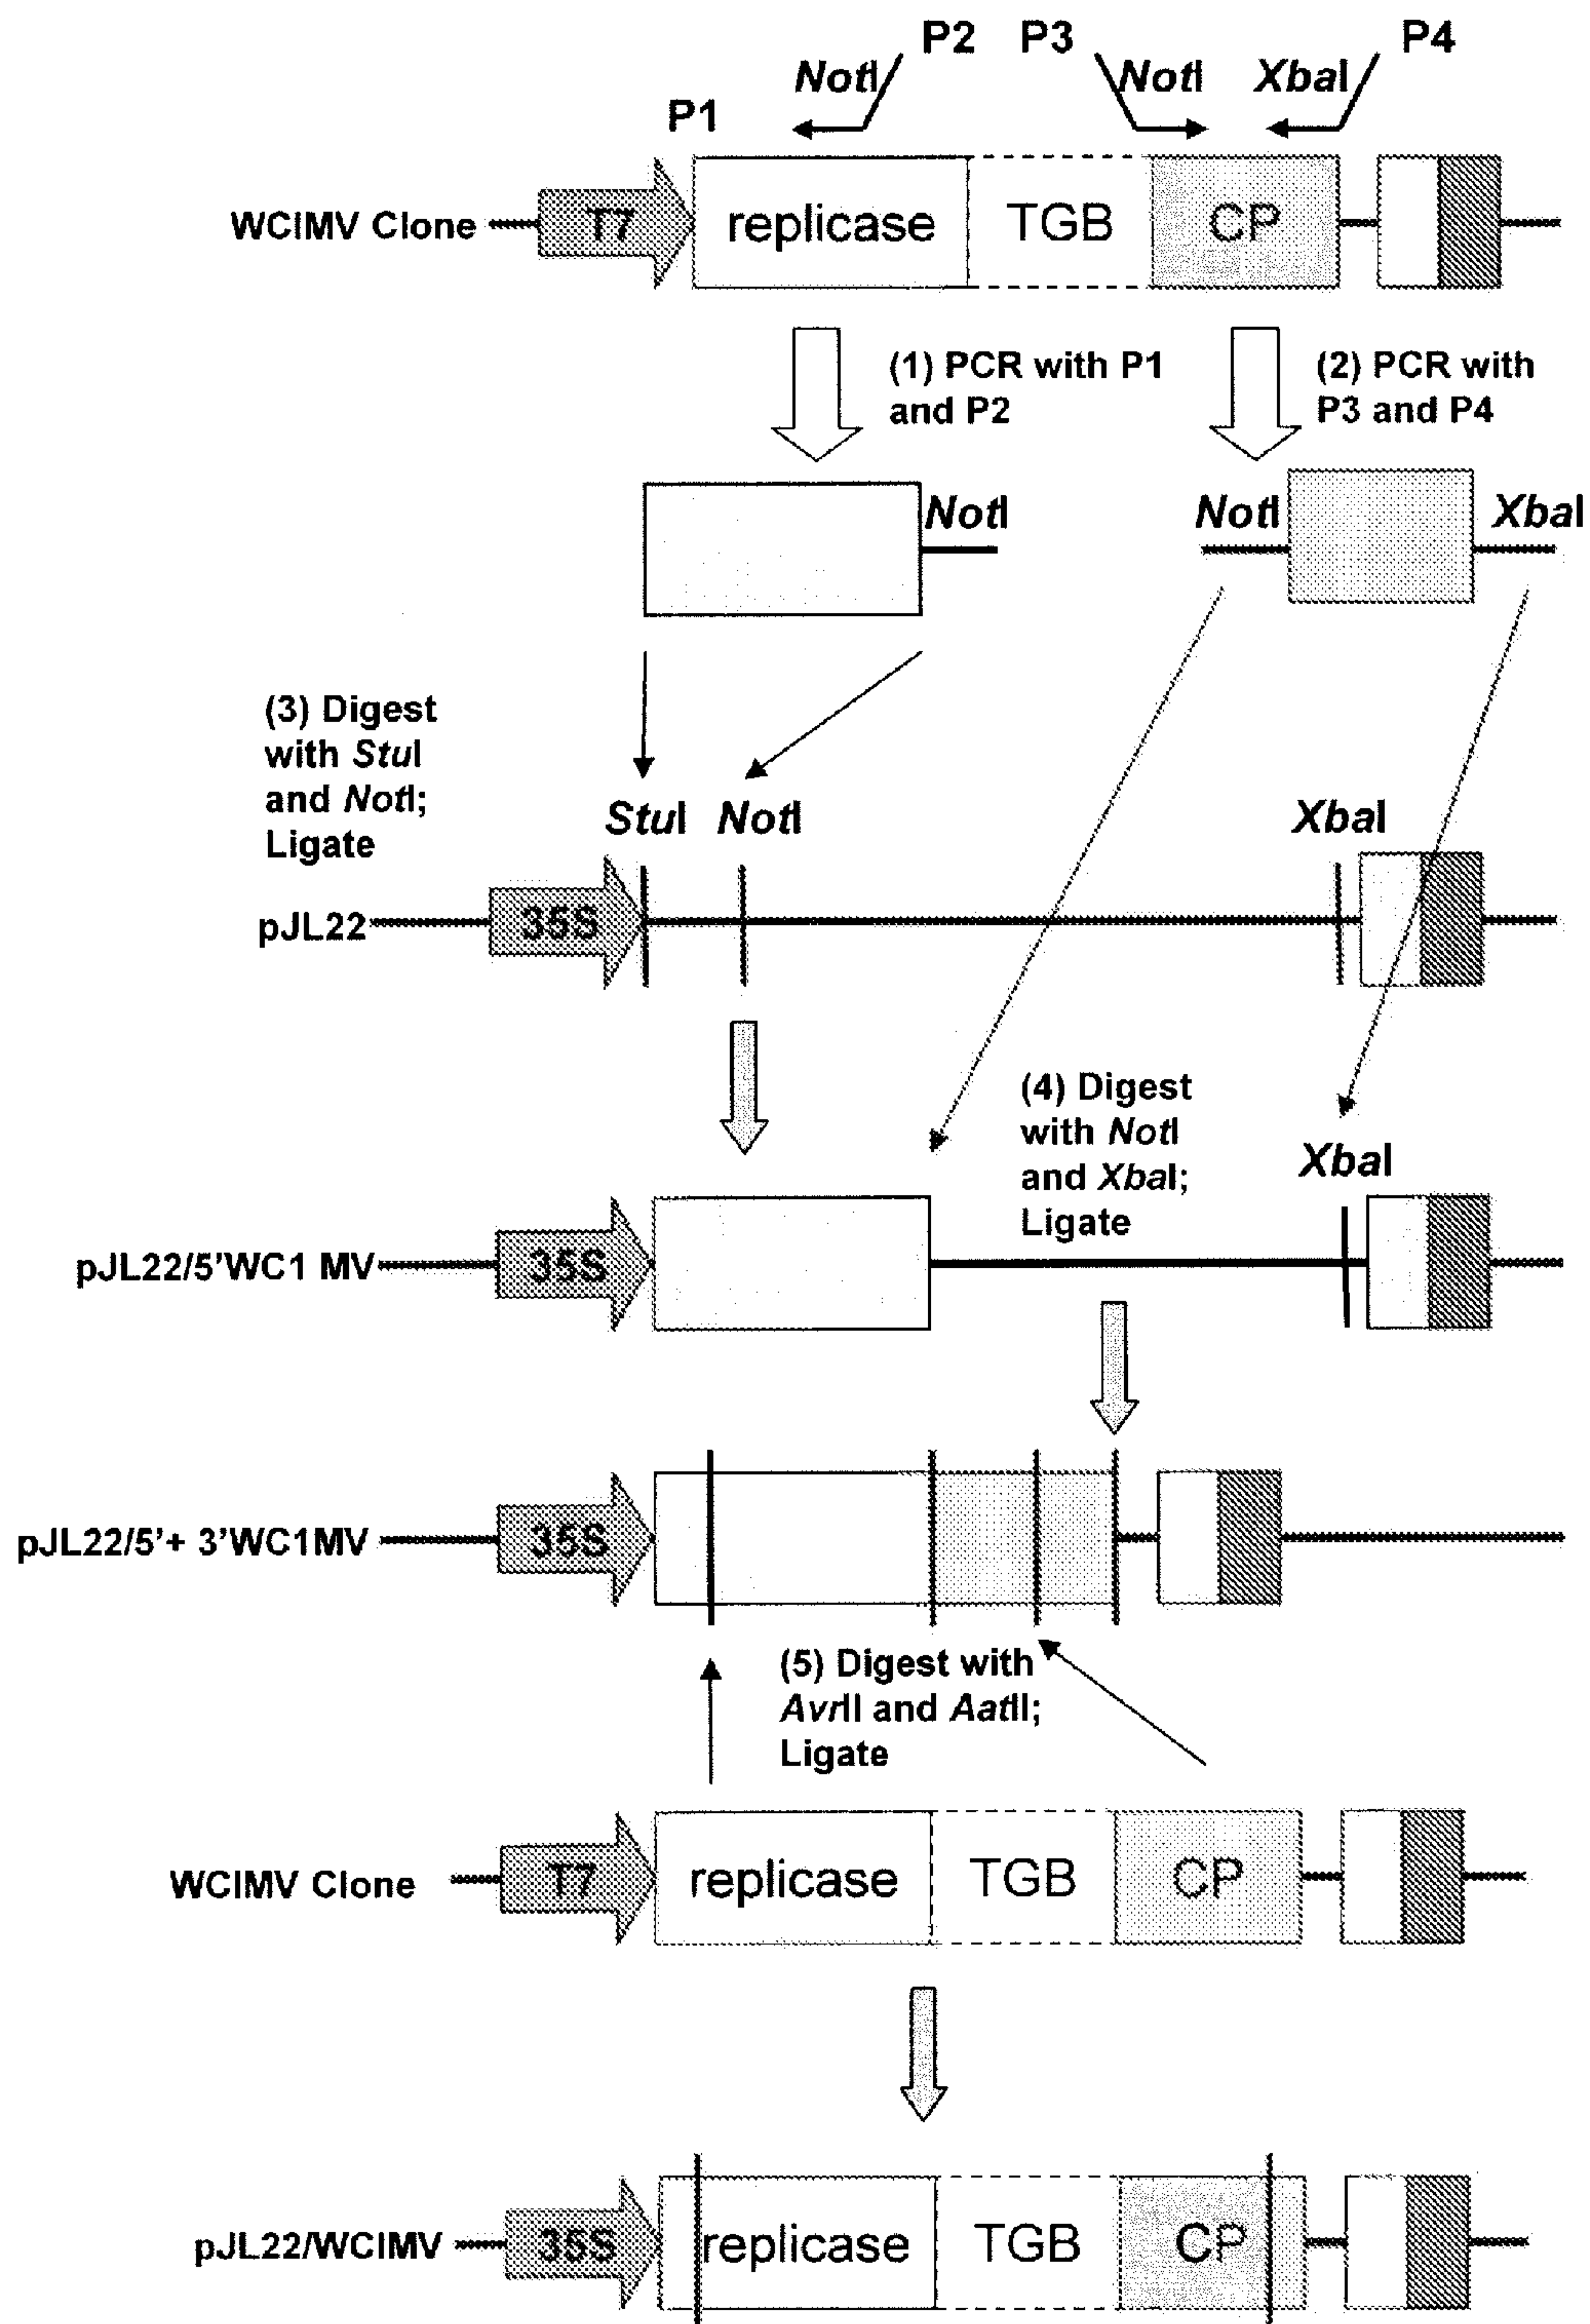 P2 P3 P4
NotI NotI XbaI
P1
WClMV Clone T7 replicase TGB CP
(1) PCR with P1
and P2
(2) PCR with
P3 and P4
NotI NotI XbaI
(3) Digest
with StuI
and NotI;
Ligate
StuI NotI XbaI
pJL22 35S
(4) Digest
with NotI
and XbaI;
Ligate
XbaI
pJL22/5'WC1 MV 35S
pJL22/5'+ 3'WC1MV 35S
(5) Digest with
AvrII and AatII;
Ligate
WClMV Clone T7 replicase TGB CP
pJL22/WClMV 35S replicase TGB CP